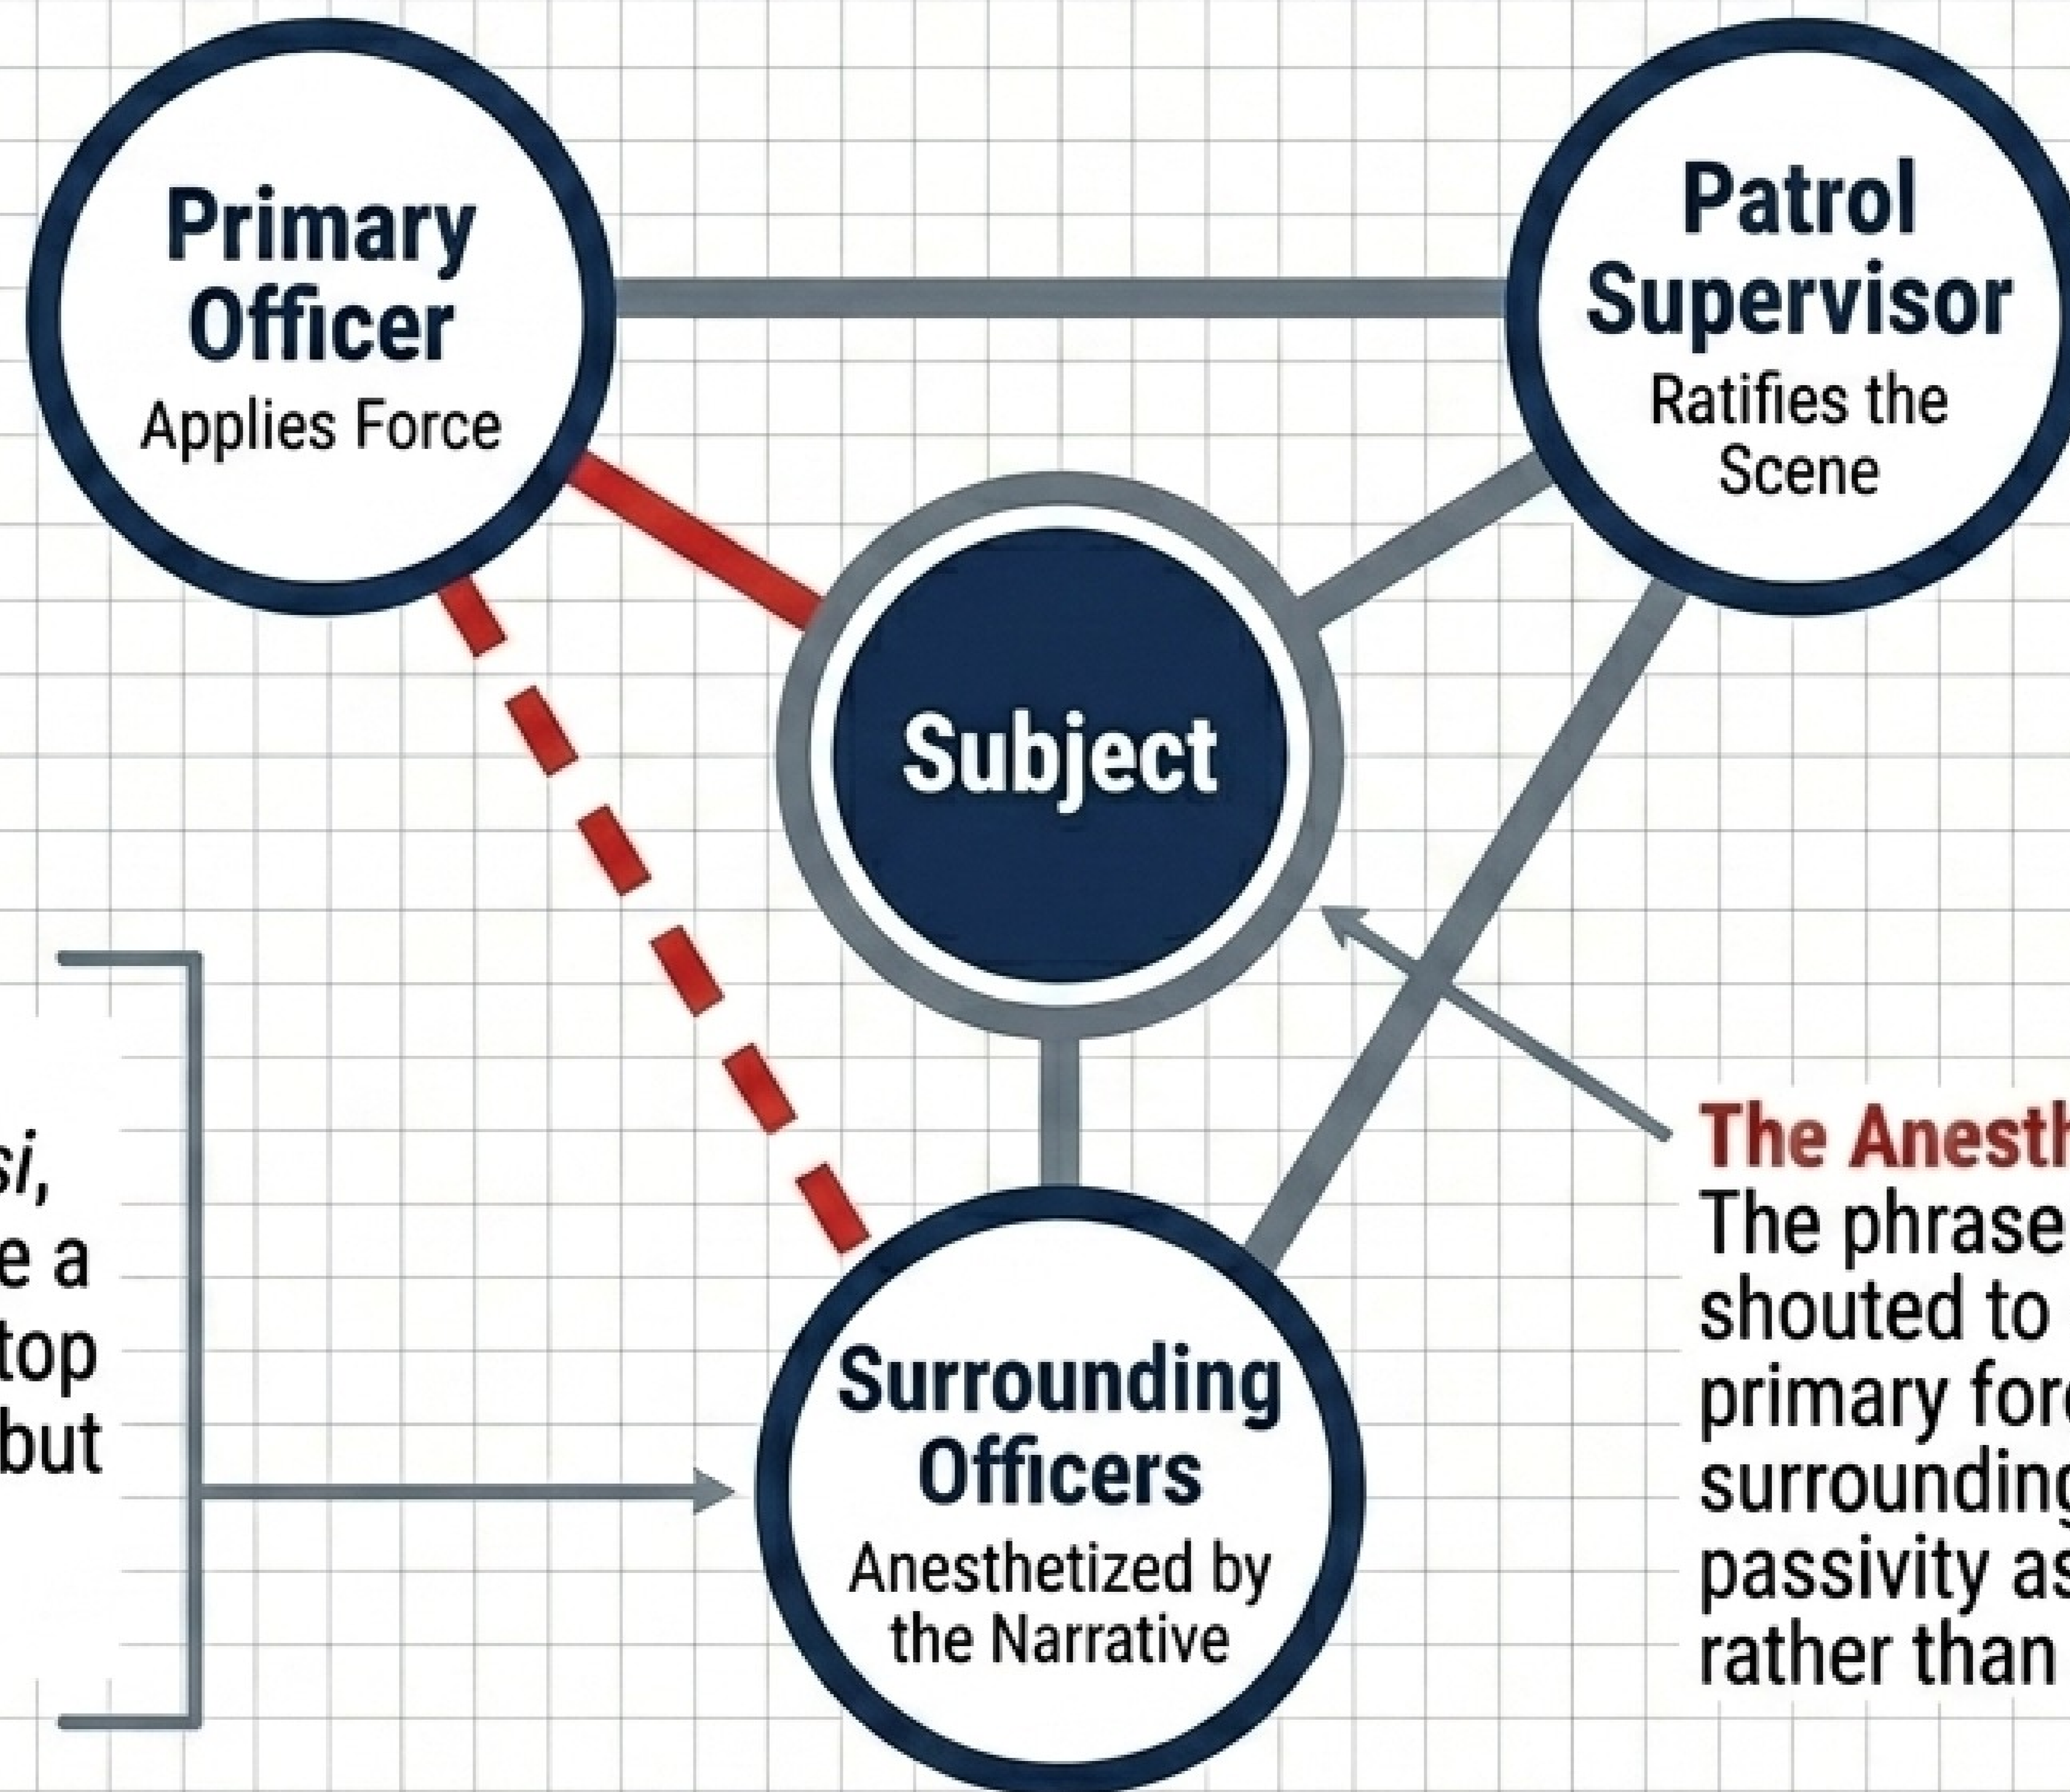 Primary
Officer
Applies Force
Patrol
Supervisor
Ratifies the
Scene
Subject
si,
e a
top
but
Surrounding
Officers
Anesthetized by
the Narrative
The Anesth
The phrase
shouted to
primary forc
surrounding
passivity as
rather than